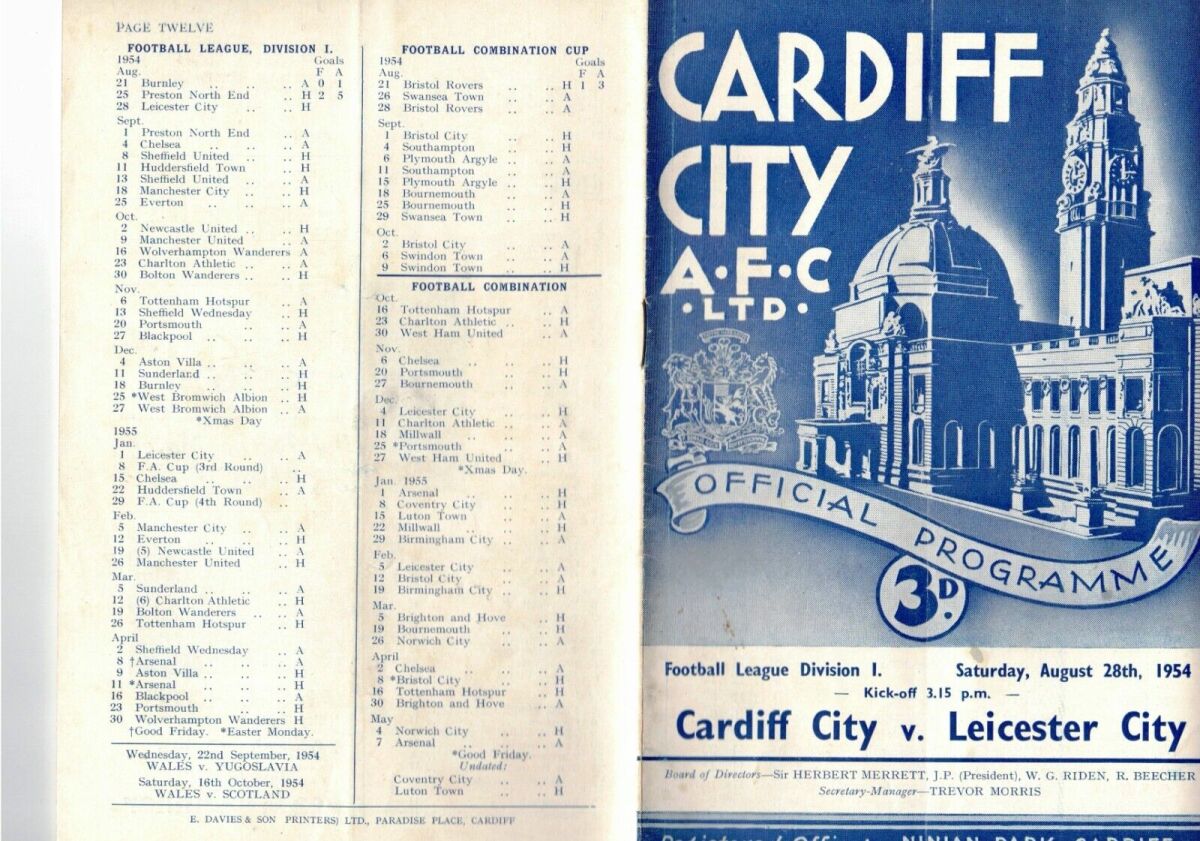 PAGE TWELVE
FOOTBALL LEAGUE, DIVISION I.
1954 Goals
Aug. F A
21 Burnley .. .. .. A 0 1
25 Preston North End .. H 2 5
28 Leicester City .. .. H
Sept.
1 Preston North End .. A
4 Chelsea .. .. .. A
8 Sheffield United .. .. H
11 Huddersfield Town .. H
13 Sheffield United .. .. A
18 Manchester City .. .. H
25 Everton .. .. .. A
Oct.
2 Newcastle United .. .. H
9 Manchester United .. A
16 Wolverhampton Wanderers A
23 Charlton Athletic .. .. A
30 Bolton Wanderers .. .. H
Nov.
6 Tottenham Hotspur .. A
13 Sheffield Wednesday .. H
20 Portsmouth .. .. A
27 Blackpool .. .. .. H
Dec.
4 Aston Villa .. .. .. A
11 Sunderland .. .. .. H
18 Burnley .. .. .. H
25 *West Bromwich Albion .. H
27 West Bromwich Albion .. A
*Xmas Day
1955
Jan.
1 Leicester City .. .. A
8 F.A. Cup (3rd Round) ..
15 Chelsea .. .. .. H
22 Huddersfield Town .. A
29 F.A. Cup (4th Round) ..
Feb.
5 Manchester City .. .. A
12 Everton .. .. .. H
19 (5) Newcastle United .. A
26 Manchester United .. H
Mar.
5 Sunderland .. .. .. A
12 (6) Charlton Athletic .. H
19 Bolton Wanderers .. .. A
26 Tottenham Hotspur .. H
April
2 Sheffield Wednesday .. A
8 †Arsenal .. .. .. A
9 Aston Villa .. .. .. H
11 *Arsenal .. .. .. H
16 Blackpool .. .. .. A
23 Portsmouth .. .. H
30 Wolverhampton Wanderers H
†Good Friday. *Easter Monday.
Wednesday, 22nd September, 1954
WALES v. YUGOSLAVIA
Saturday, 16th October, 1954
WALES v. SCOTLAND
FOOTBALL COMBINATION CUP
1954 Goals
Aug. F A
21 Bristol Rovers .. .. H 1 3
26 Swansea Town .. .. A
28 Bristol Rovers .. .. A
Sept.
1 Bristol City .. .. H
4 Southampton .. .. H
6 Plymouth Argyle .. .. A
11 Southampton .. .. A
15 Plymouth Argyle .. .. H
18 Bournemouth .. .. A
25 Bournemouth .. .. H
29 Swansea Town .. .. H
Oct.
2 Bristol City .. .. A
6 Swindon Town .. .. A
9 Swindon Town .. .. H
FOOTBALL COMBINATION
Oct.
16 Tottenham Hotspur .. A
23 Charlton Athletic .. .. H
30 West Ham United .. .. A
Nov.
6 Chelsea .. .. .. H
20 Portsmouth .. .. H
27 Bournemouth .. .. A
Dec.
4 Leicester City .. .. H
11 Charlton Athletic .. .. A
18 Millwall .. .. .. A
25 *Portsmouth .. .. A
27 West Ham United .. .. H
*Xmas Day.
Jan. 1955
1 Arsenal .. .. .. H
8 Coventry City .. .. H
15 Luton Town .. .. A
22 Millwall .. .. .. H
29 Birmingham City .. .. A
Feb.
5 Leicester City .. .. A
12 Bristol City .. .. A
19 Birmingham City .. .. H
Mar.
5 Brighton and Hove .. H
19 Bournemouth .. .. H
26 Norwich City .. .. A
April
2 Chelsea .. .. .. A
8 *Bristol City .. .. H
16 Tottenham Hotspur .. H
30 Brighton and Hove .. A
May
4 Norwich City .. .. H
7 Arsenal .. .. .. A
*Good Friday.
Undated:
Coventry City .. .. A
Luton Town .. .. H
E. DAVIES & SON PRINTERS) LTD., PARADISE PLACE, CARDIFF
CARDIFF
CITY
A·F·C
·LTD·
OFFICIAL PROGRAMME
3D.
Football League Division I. Saturday, August 28th, 1954
— Kick-off 3.15 p.m. —
Cardiff City v. Leicester City
Board of Directors—Sir HERBERT MERRETT, J.P. (President), W. G. RIDEN, R. BEECHER
Secretary-Manager—TREVOR MORRIS